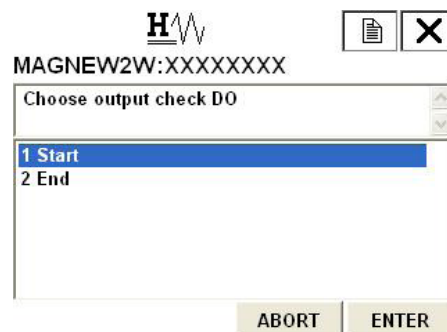 H
MAGNEW2W:XXXXXXXX
Choose output check DO
1 Start
2 End
ABORT ENTER